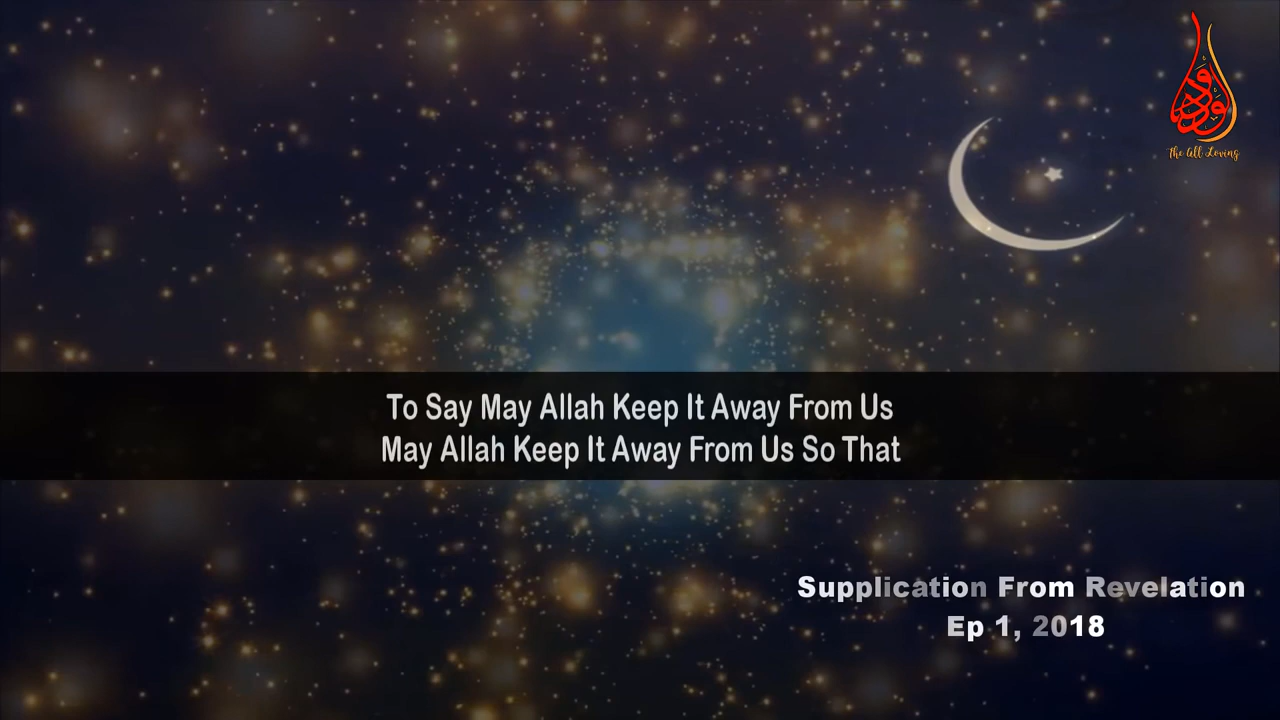 الودود
The All Loving
To Say May Allah Keep It Away From Us
May Allah Keep It Away From Us So That
Supplication From Revelation
Ep 1, 2018